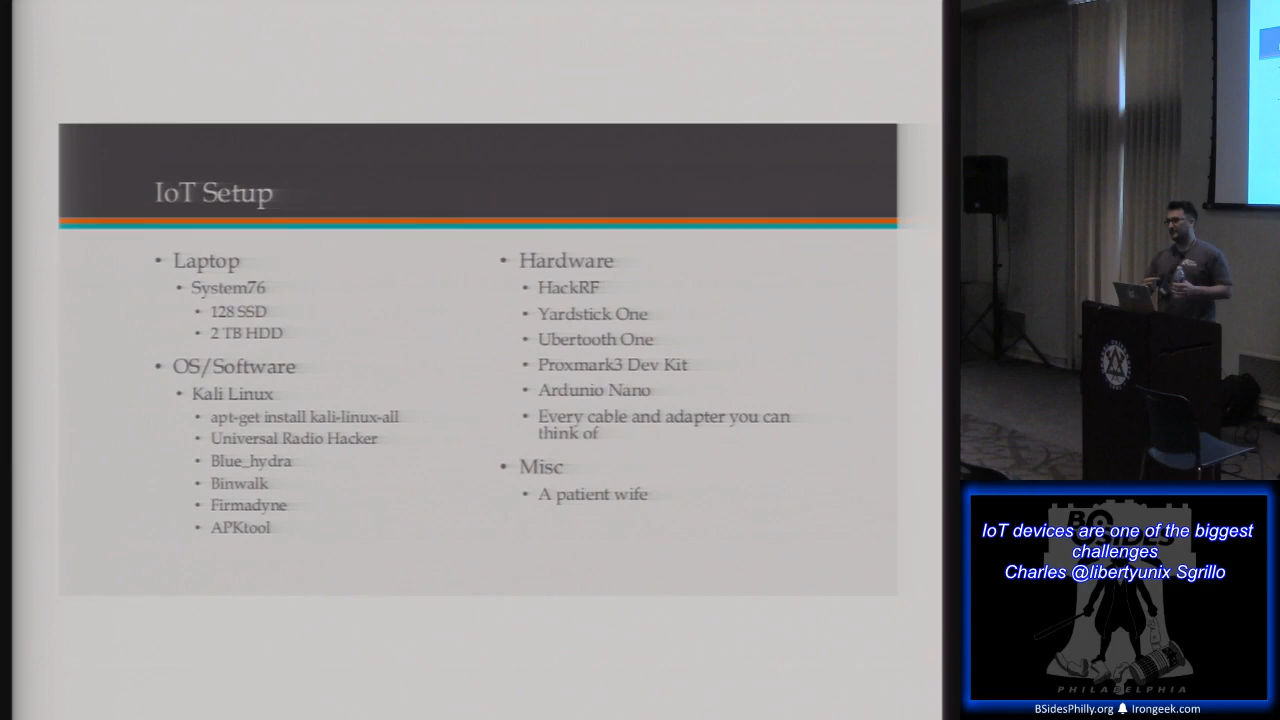 IoT Setup
• Laptop
• System76
• 128 SSD
• 2 TB HDD
• OS/Software
• Kali Linux
• apt-get install kali-linux-all
• Universal Radio Hacker
• Blue_hydra
• Binwalk
• Firmadyne
• APKtool
• Hardware
• HackRF
• Yardstick One
• Ubertooth One
• Proxmark3 Dev Kit
• Ardunio Nano
• Every cable and adapter you can
think of
• Misc
• A patient wife
BSIDES
IoT devices are one of the biggest
challenges
Charles @libertyunix Sgrillo
PHILADELPHIA
BSidesPhilly.org Irongeek.com